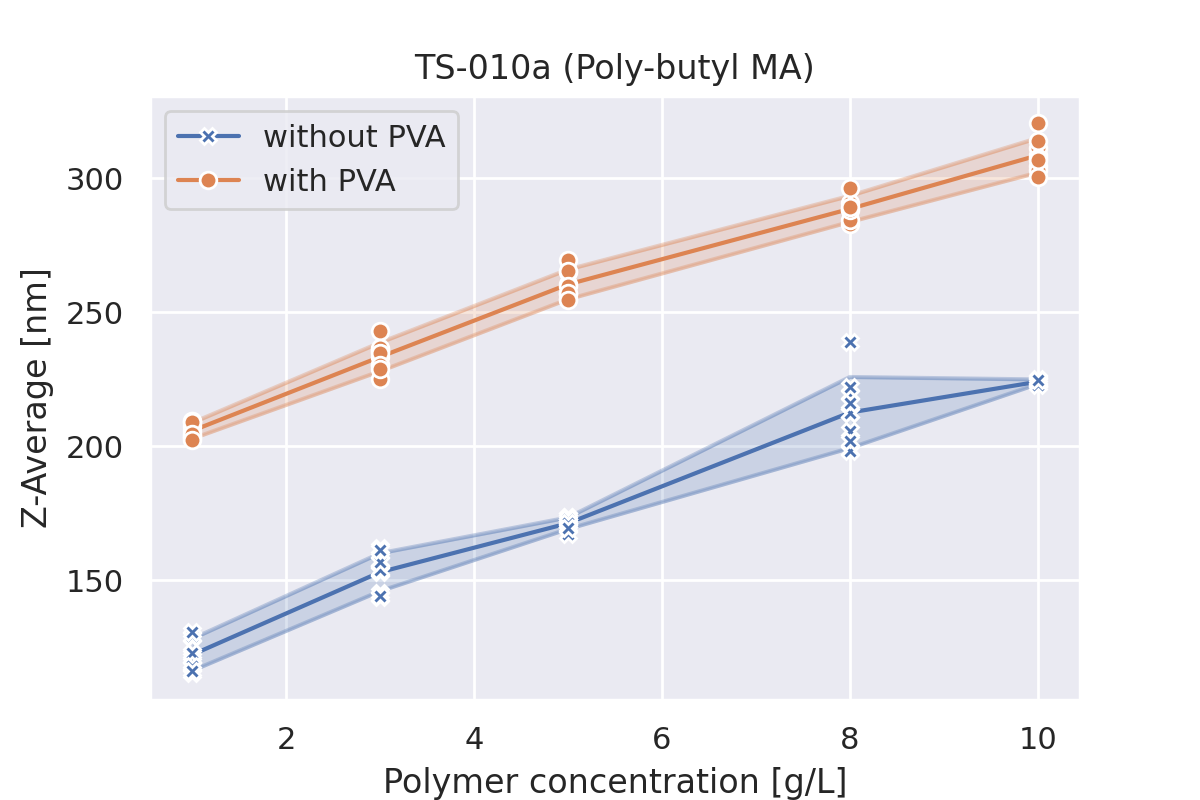 TS-010a (Poly-butyl MA)
without PVA
with PVA
300
250
200
150
Z-Average [nm]
2 4 6 8 10
Polymer concentration [g/L]